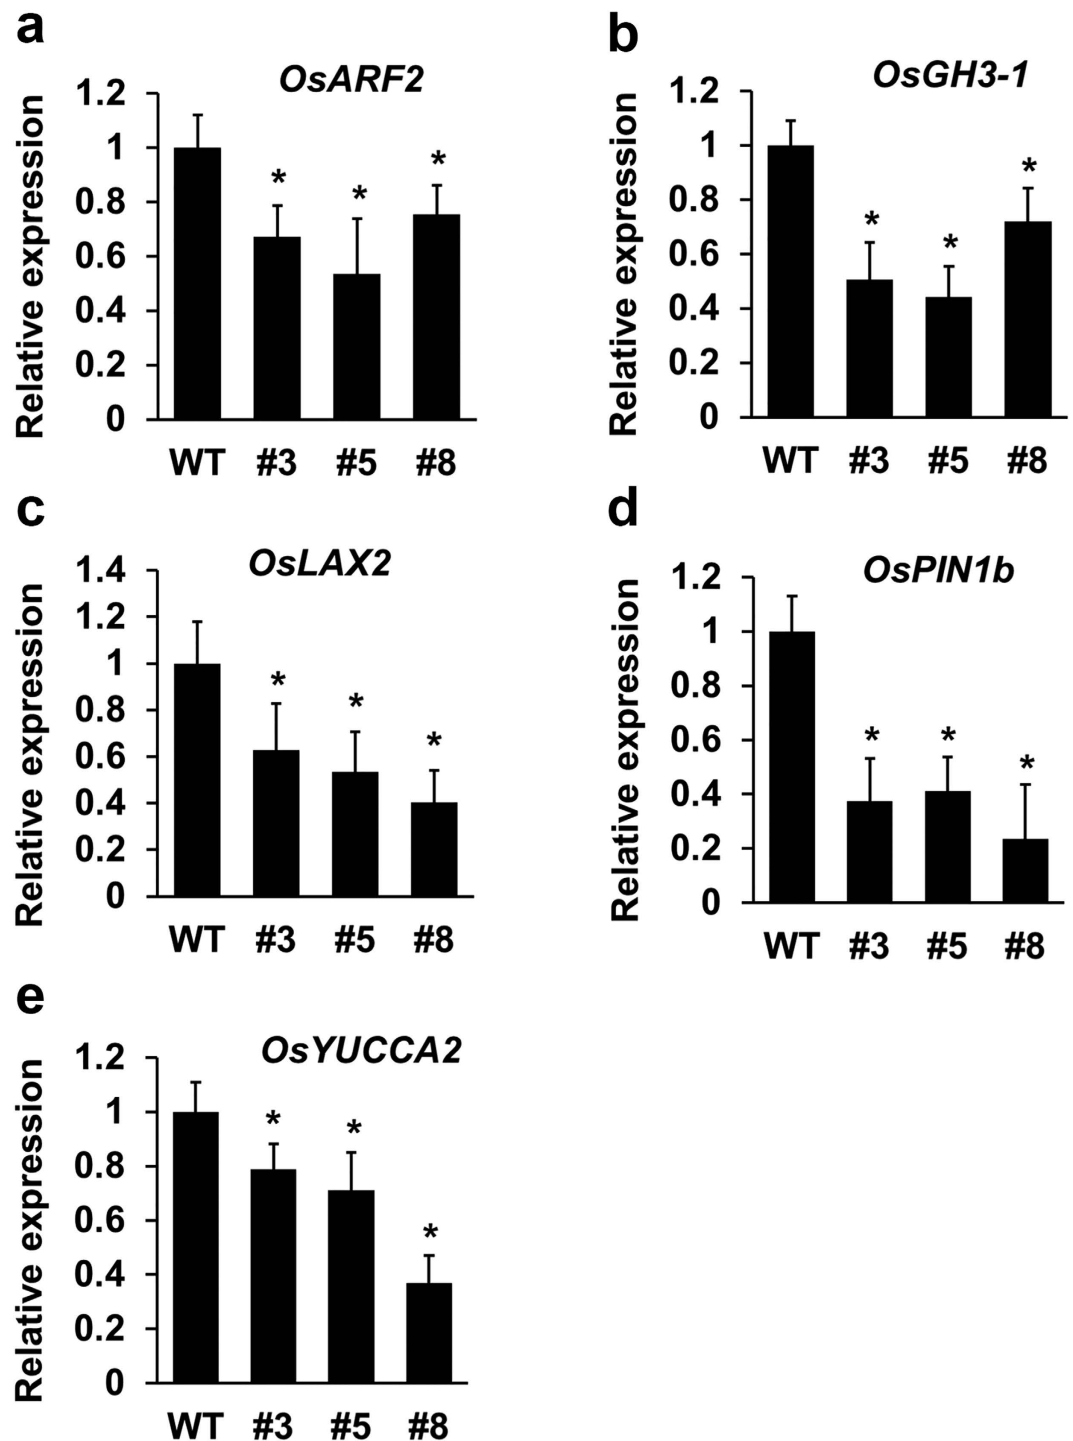 a
OsARF2
Relative expression
1.2
1
0.8
0.6
0.4
0.2
0
WT #3 #5 #8
* * *
b
OsGH3-1
Relative expression
1.2
1
0.8
0.6
0.4
0.2
0
WT #3 #5 #8
* * *
c
OsLAX2
Relative expression
1.4
1.2
1
0.8
0.6
0.4
0.2
0
WT #3 #5 #8
* * *
d
OsPIN1b
Relative expression
1.2
1
0.8
0.6
0.4
0.2
0
WT #3 #5 #8
* * *
e
OsYUCCA2
Relative expression
1.2
1
0.8
0.6
0.4
0.2
0
WT #3 #5 #8
* * *